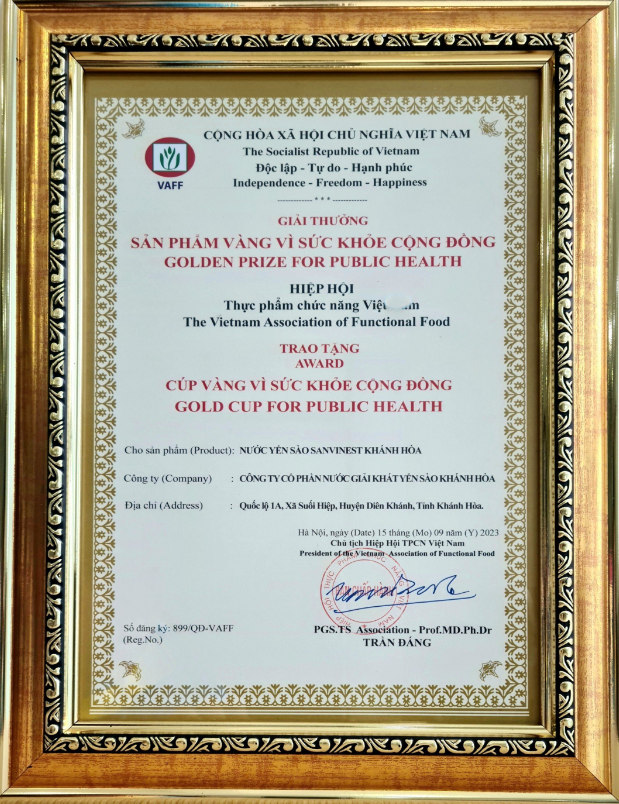 CỘNG HÒA XÃ HỘI CHỦ NGHĨA VIỆT NAM
The Socialist Republic of Vietnam
Độc lập - Tự do - Hạnh phúc
Independence - Freedom - Happiness
------------- * * * -------------
VAFF
GIẢI THƯỞNG
SẢN PHẨM VÀNG VÌ SỨC KHỎE CỘNG ĐỒNG
GOLDEN PRIZE FOR PUBLIC HEALTH
HIỆP HỘI
Thực phẩm chức năng
The Vietnam Association of Functional Food
TRAO TẶNG
AWARD
CÚP VÀNG VÌ SỨC KHỎE CỘNG ĐỒNG
GOLD CUP FOR PUBLIC HEALTH
Cho sản phẩm (Product): NƯỚC YẾN SÀO SANVINEST KHÁNH HÒA
Công ty (Company) : CÔNG TY CỔ PHẦN NƯỚC GIẢI KHÁT YẾN SÀO KHÁNH HÒA
Địa chỉ (Address) : Quốc lộ 1A, Xã Suối Hiệp, Huyện Diên Khánh, Tỉnh Khánh Hòa.
Hà Nội, ngày (Date) 15 tháng (Mo) 09 năm (Y) 2023
Chủ tịch Hiệp Hội TPCN Việt Nam
President of the Vietnam Association of Functional Food
Số đăng ký: 899/QĐ-VAFF
(Reg.No.)
PGS.TS Association - Prof.MD.Ph.Dr
TRẦN ĐÁNG